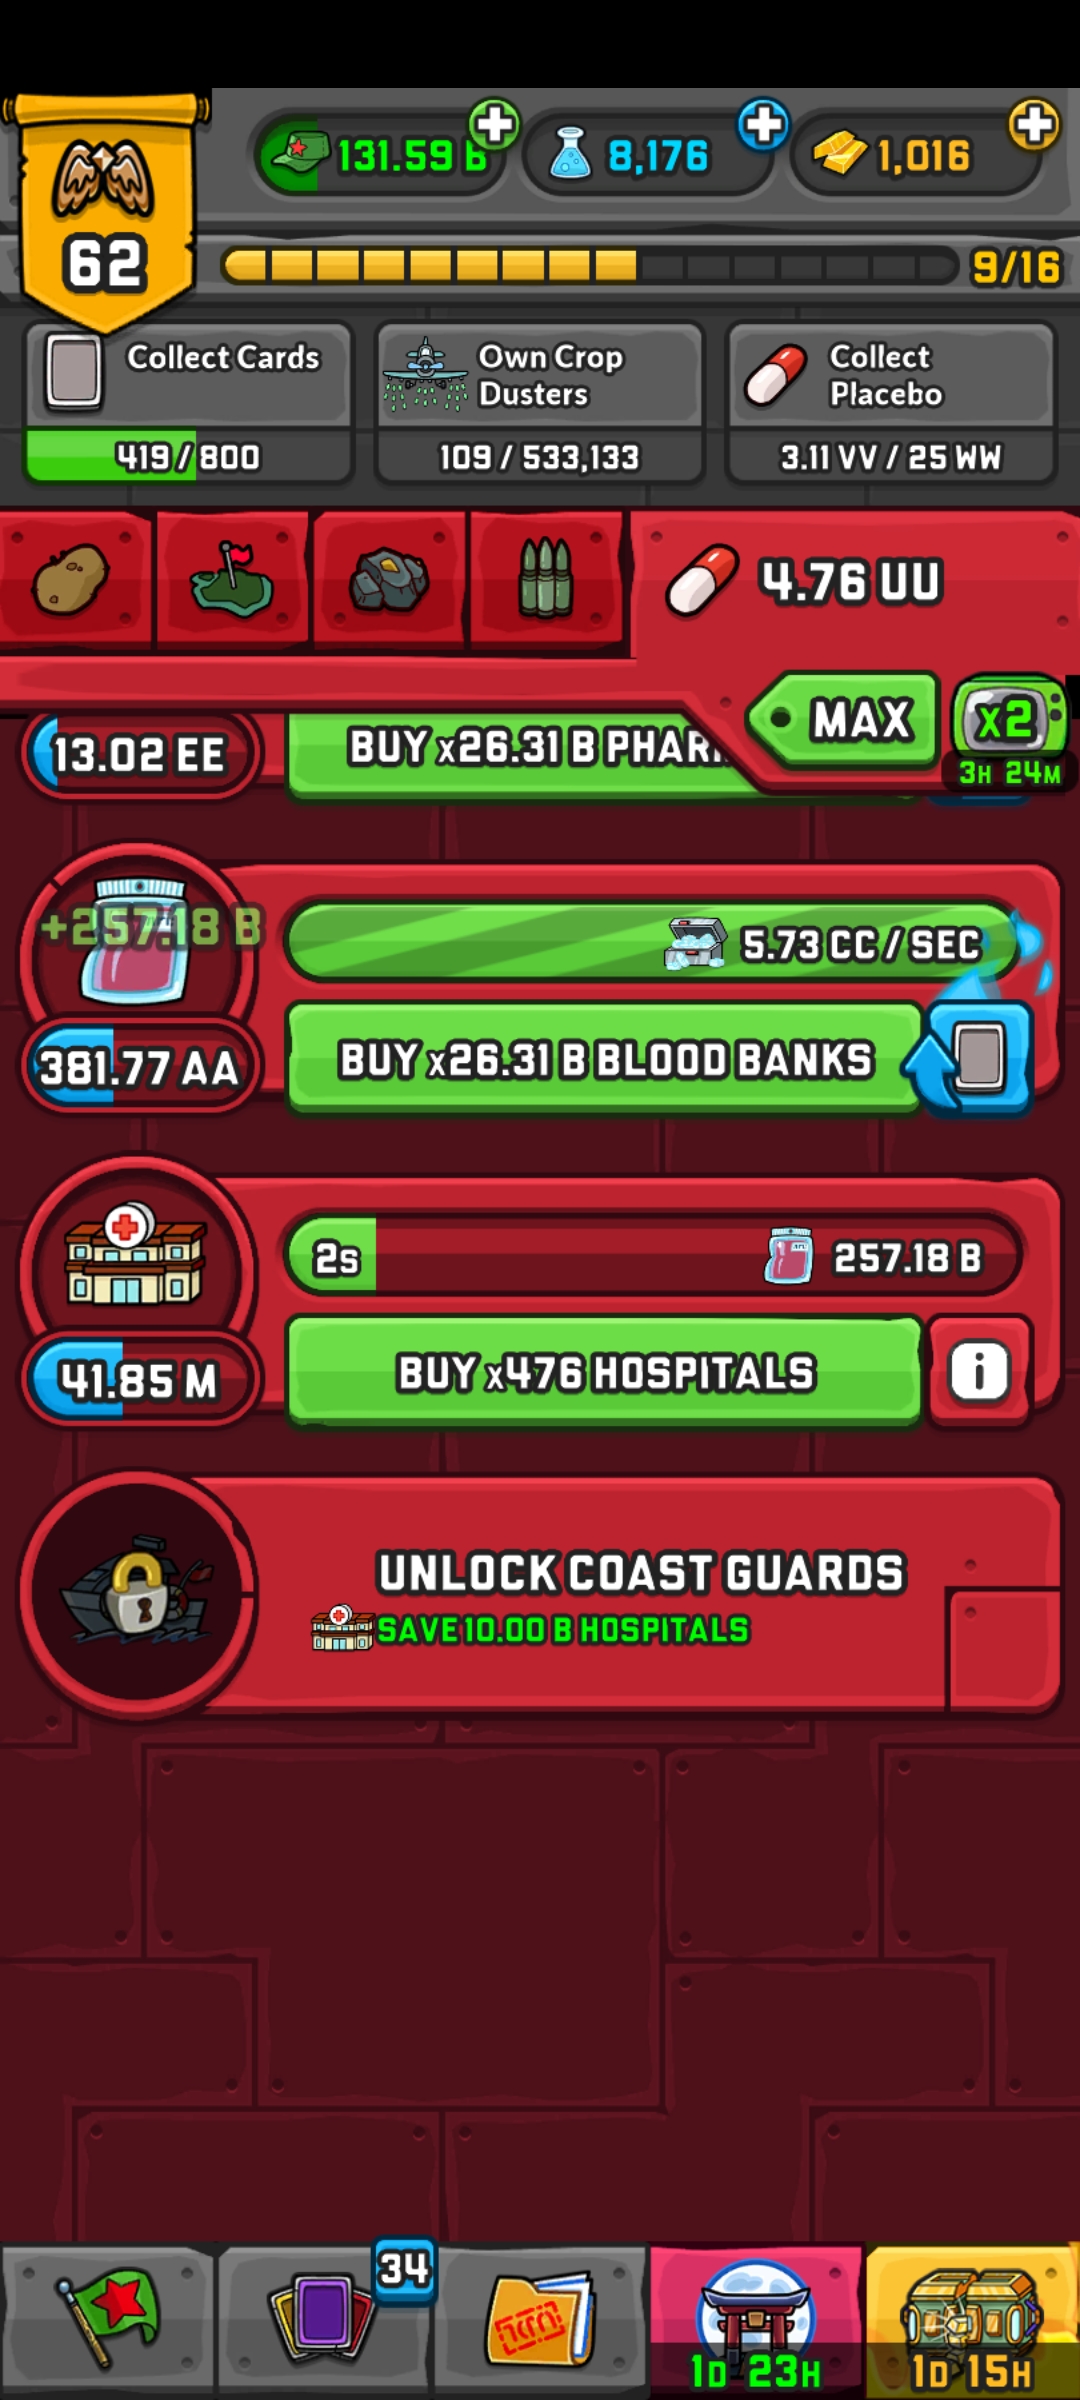 131.59 B
8,176
1,016
62
9/16
Collect Cards
419 / 800
Own Crop
Dusters
109 / 533,133
Collect
Placebo
3.11 VV / 25 WW
4.76 UU
MAX
x2
3H 24M
13.02 EE
BUY x26.31 B PHAR
+257.18 B
5.73 CC / SEC
381.77 AA
BUY x26.31 B BLOOD BANKS
2s
257.18 B
41.85 M
BUY x476 HOSPITALS
i
UNLOCK COAST GUARDS
SAVE 10.00 B HOSPITALS
34
1D 23H
1D 15H